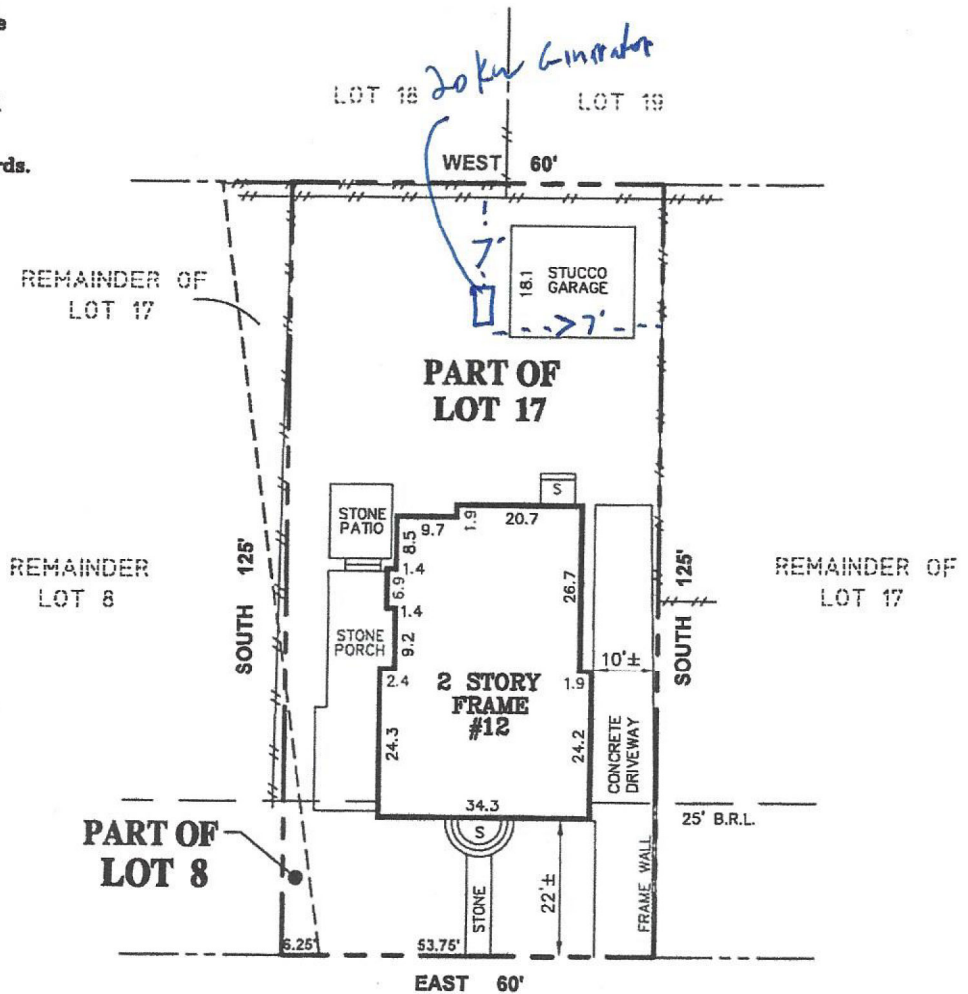 e
rds.
20 kw Generator
LOT 18
LOT 19
WEST 60'
REMAINDER OF
LOT 17
7'
18.1
STUCCO
GARAGE
>7'
PART OF
LOT 17
S
STONE
PATIO
9.7
1.9
20.7
8.5
1.4
6.9
1.4
9.2
26.7
REMAINDER
LOT 8
SOUTH 125'
STONE
PORCH
2.4
24.3
2 STORY
FRAME
#12
1.9
10'±
24.2
CONCRETE
DRIVEWAY
SOUTH 125'
REMAINDER OF
LOT 17
34.3
25' B.R.L.
PART OF
LOT 8
S
STONE
22'±
FRAME WALL
6.25'
53.75'
EAST 60'